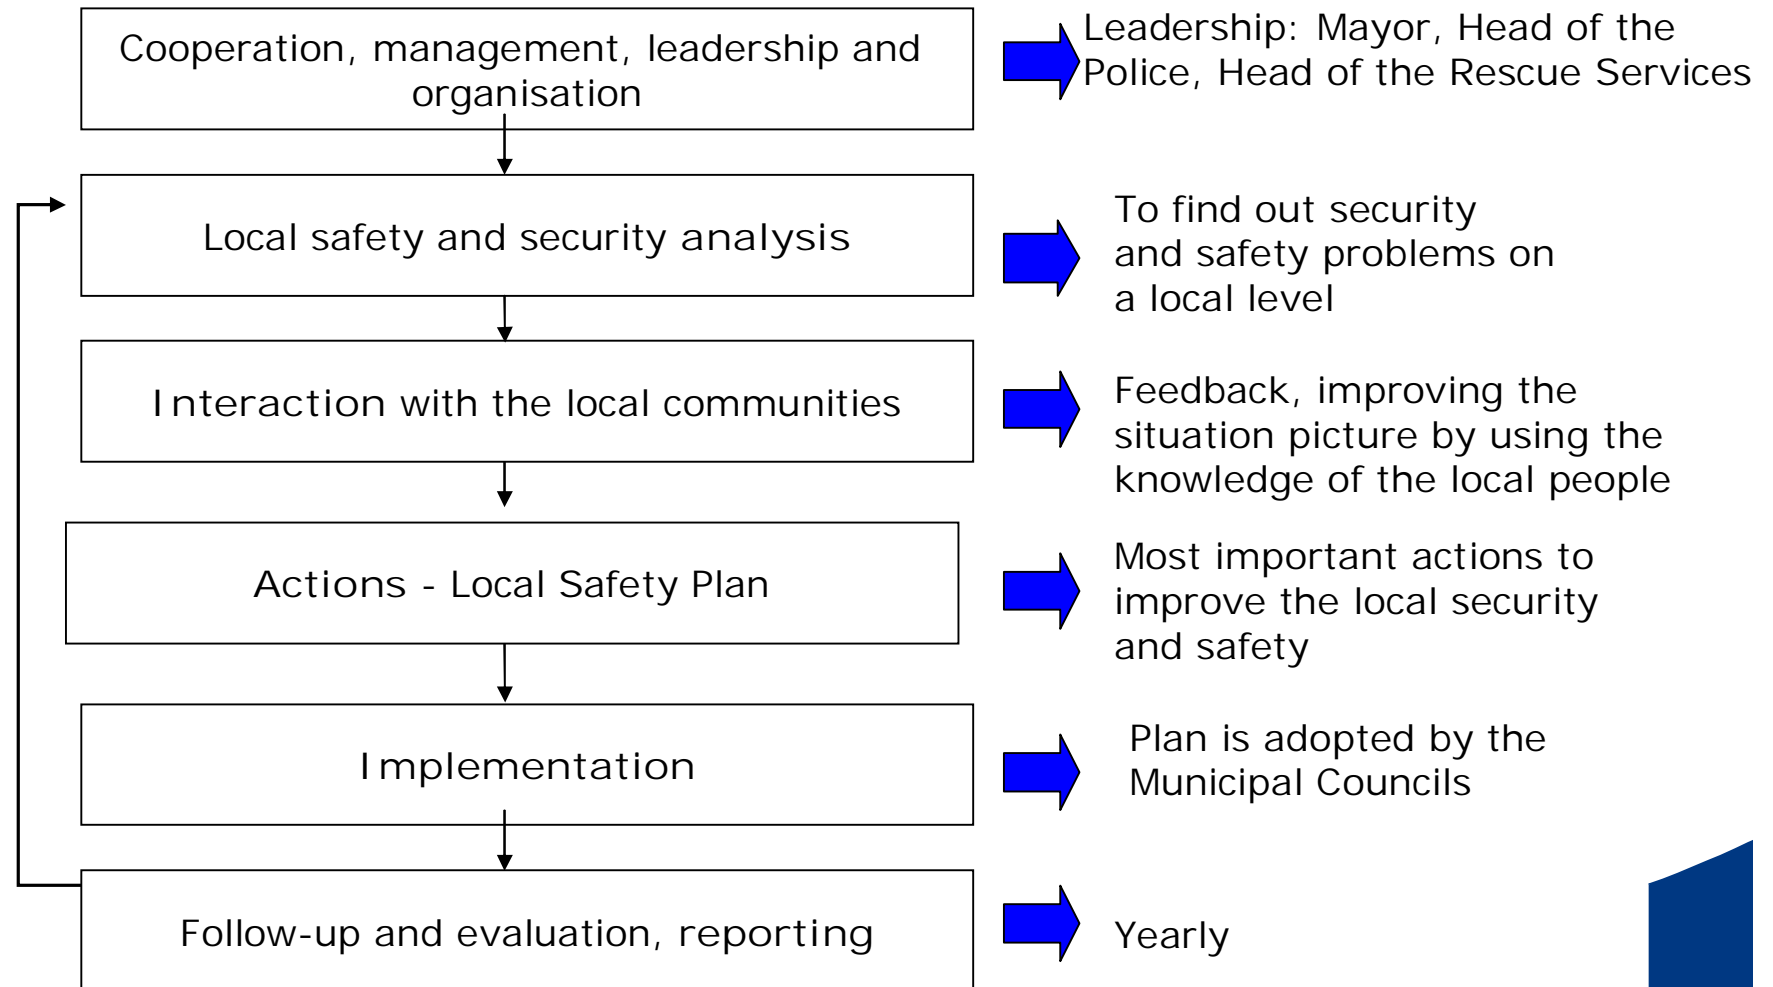 Cooperation, management, leadership and
organisation
Leadership: Mayor, Head of the
Police, Head of the Rescue Services
Local safety and security analysis
To find out security
and safety problems on
a local level
Interaction with the local communities
Feedback, improving the
situation picture by using the
knowledge of the local people
Actions - Local Safety Plan
Most important actions to
improve the local security
and safety
Implementation
Plan is adopted by the
Municipal Councils
Follow-up and evaluation, reporting
Yearly